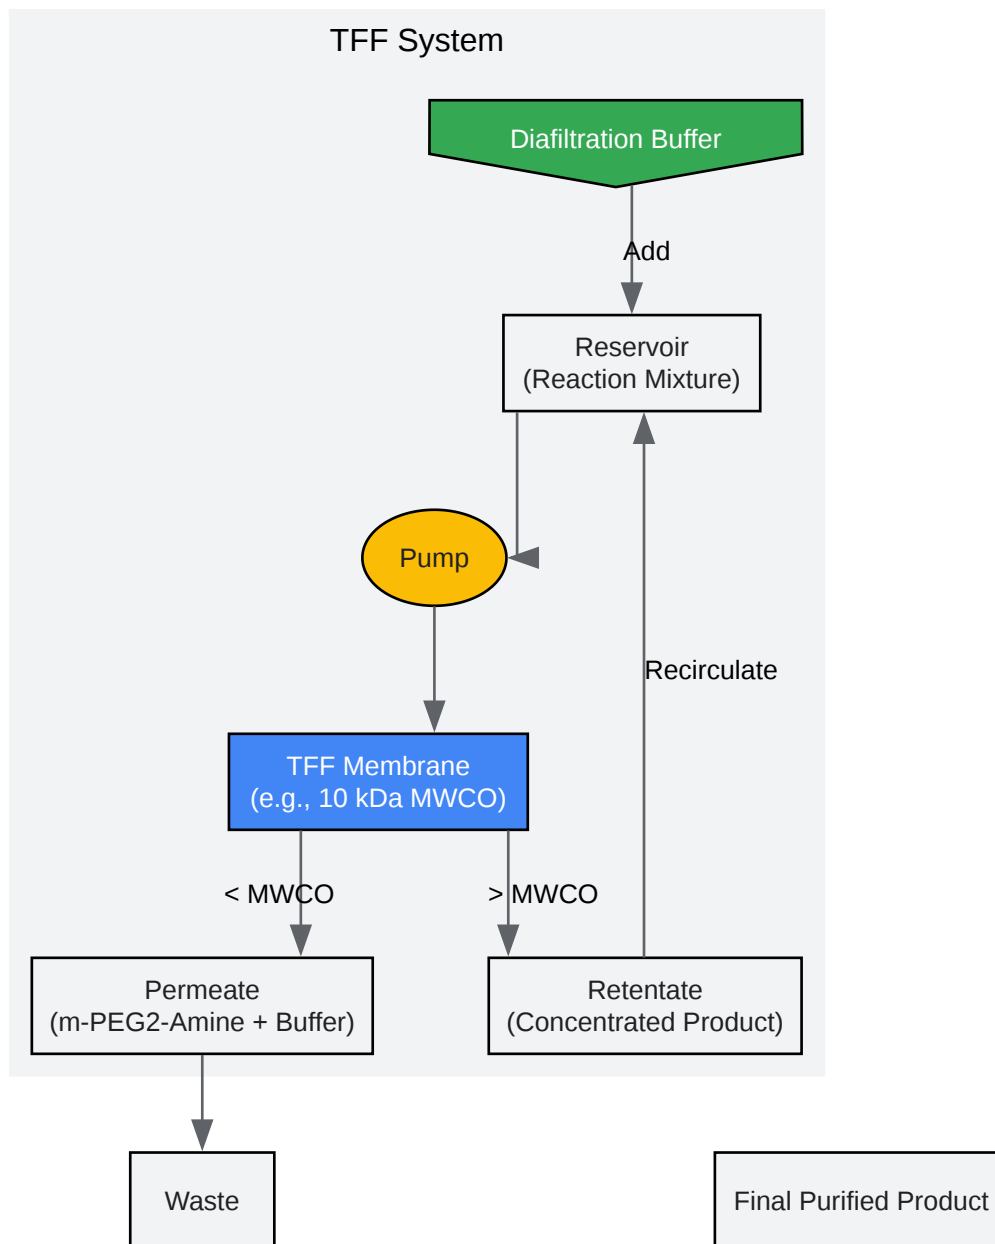 TFF System
Diafiltration Buffer
Add
Reservoir
(Reaction Mixture)
Pump
Recirculate
TFF Membrane
(e.g., 10 kDa MWCO)
< MWCO
> MWCO
Permeate
(m-PEG2-Amine + Buffer)
Retentate
(Concentrated Product)
Waste
Final Purified Product